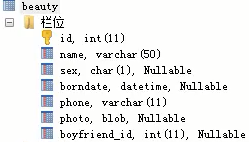 beauty
栏位
id, int(11)
name, varchar(50)
sex, char(1), Nullable
borndate, datetime, Nullable
phone, varchar(11)
photo, blob, Nullable
boyfriend_id, int(11), Nullable